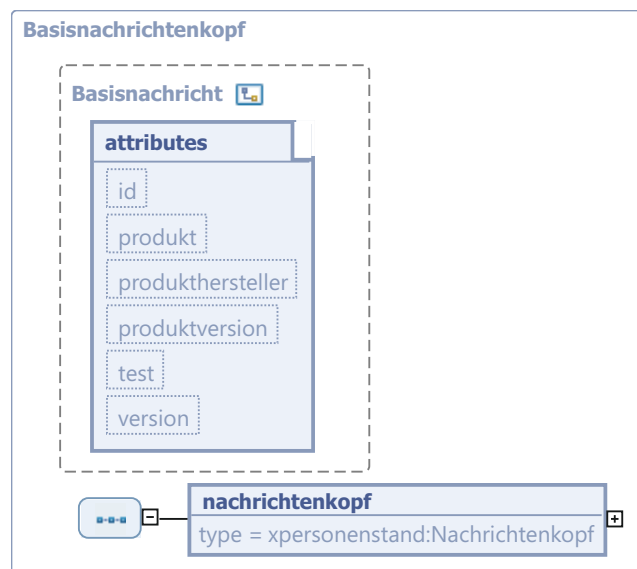 Basisnachrichtenkopf
Basisnachricht
attributes
id
produkt
produkthersteller
produktversion
test
version
nachrichtenkopf
type = xpersonenstand:Nachrichtenkopf